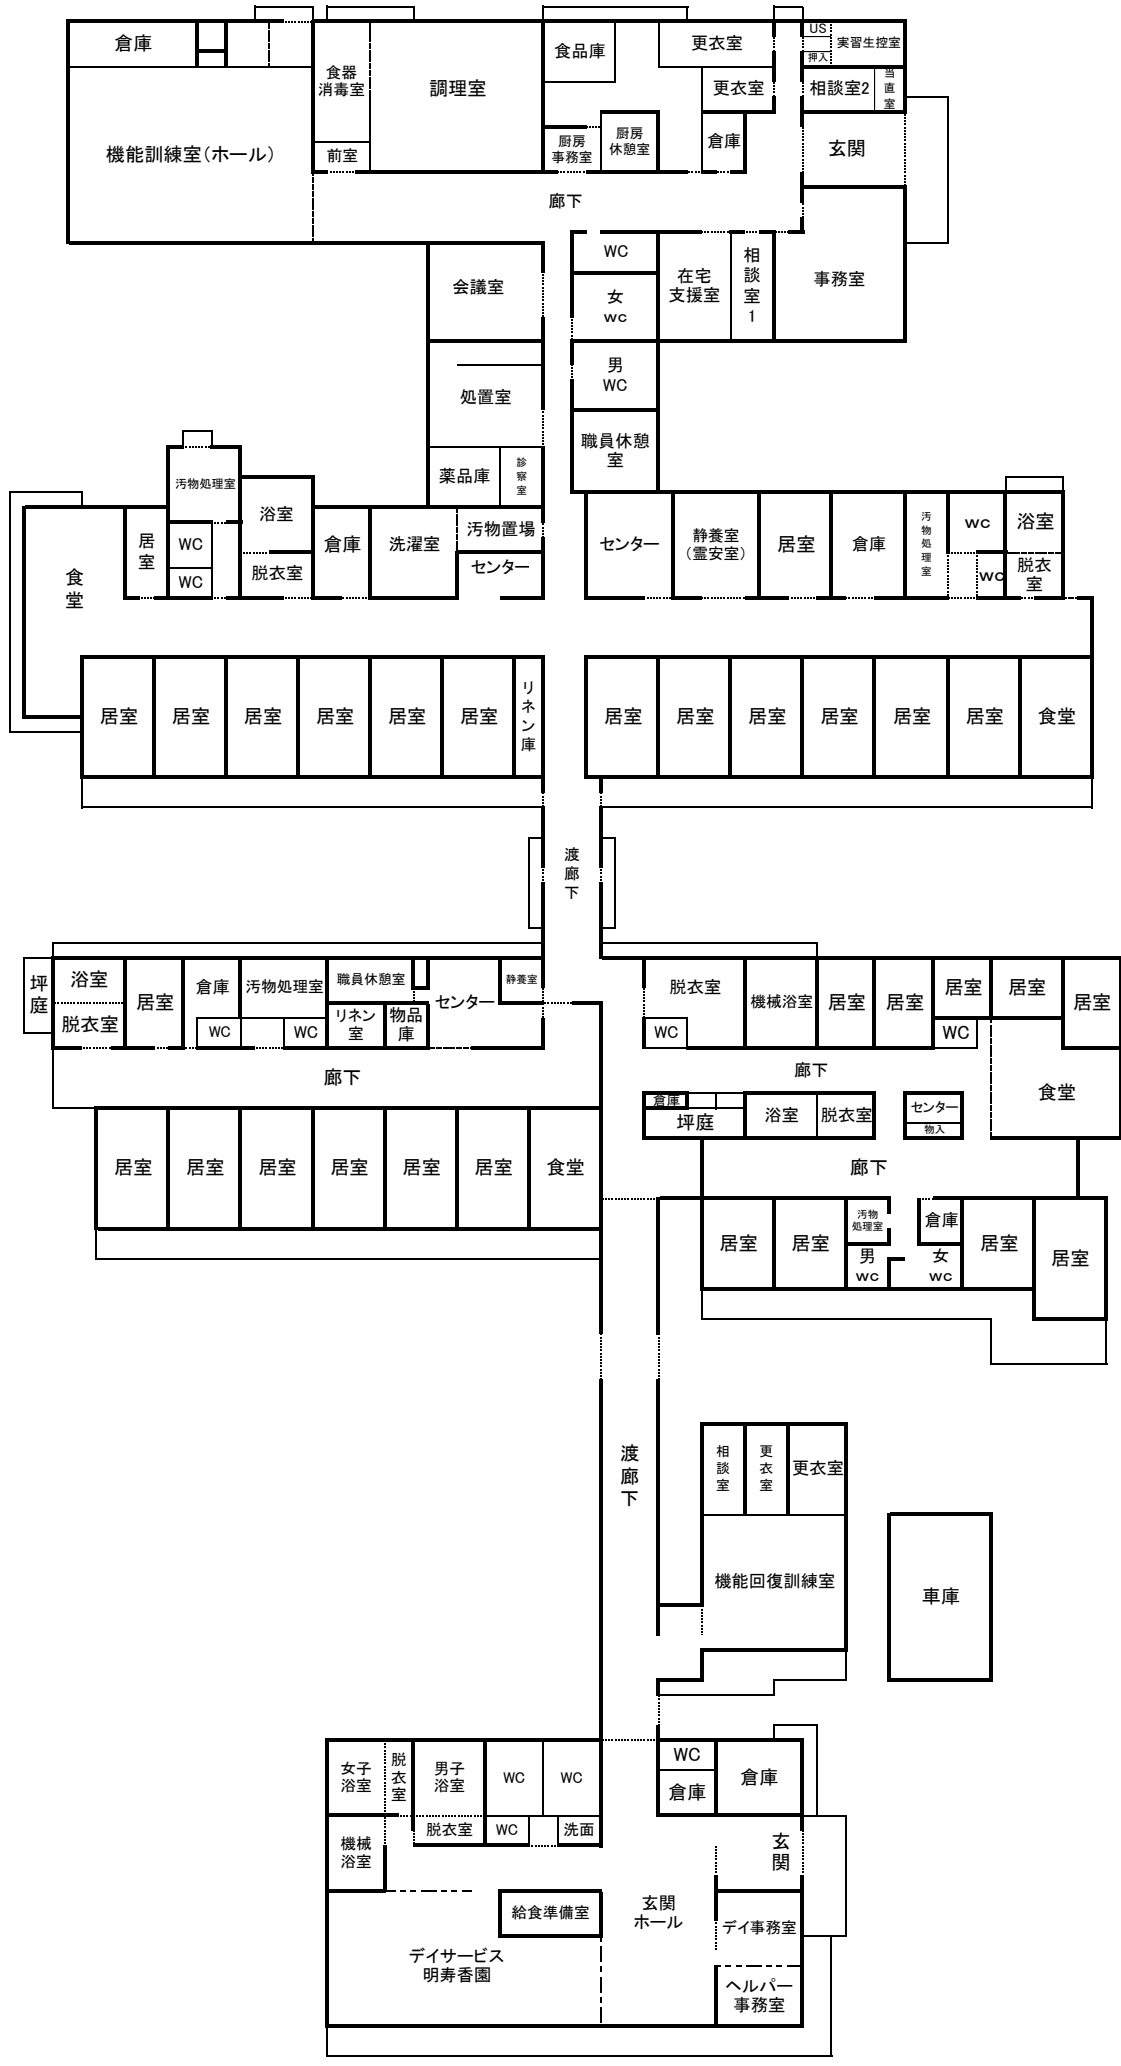 倉庫
食器
消毒室
調理室
食品庫
更衣室
US
押入
実習生控室
更衣室
相談室2
当直室
機能訓練室(ホール)
前室
厨房
事務室
厨房
休憩室
倉庫
玄関
廊下
会議室
WC
女
WC
在宅
支援室
相談室1
事務室
男
WC
処置室
職員休憩
室
薬品庫
診察室
汚物処理室
浴室
居室
WC
WC
脱衣室
倉庫
洗濯室
汚物置場
センター
食堂
センター
静養室
(霊安室)
居室
倉庫
汚物処理室
WC
WC
浴室
脱衣
室
居室
居室
居室
居室
居室
居室
リネン庫
居室
居室
居室
居室
居室
居室
食堂
渡廊下
坪庭
浴室
脱衣室
居室
倉庫
汚物処理室
WC
WC
職員休憩室
リネン
室
物品
庫
センター
静養室
廊下
居室
居室
居室
居室
居室
居室
食堂
脱衣室
WC
機械浴室
居室
居室
居室
WC
居室
居室
廊下
食堂
倉庫
坪庭
浴室
脱衣室
センター
物入
廊下
居室
居室
汚物
処理室
男
WC
倉庫
女
WC
居室
居室
渡廊下
相談室
更衣室
更衣室
機能回復訓練室
車庫
女子
浴室
脱衣室
男子
浴室
WC
WC
WC
倉庫
倉庫
機械
浴室
脱衣室
WC
洗面
玄関
給食準備室
玄関
ホール
デイ事務室
デイサービス
明寿香園
ヘルパー
事務室